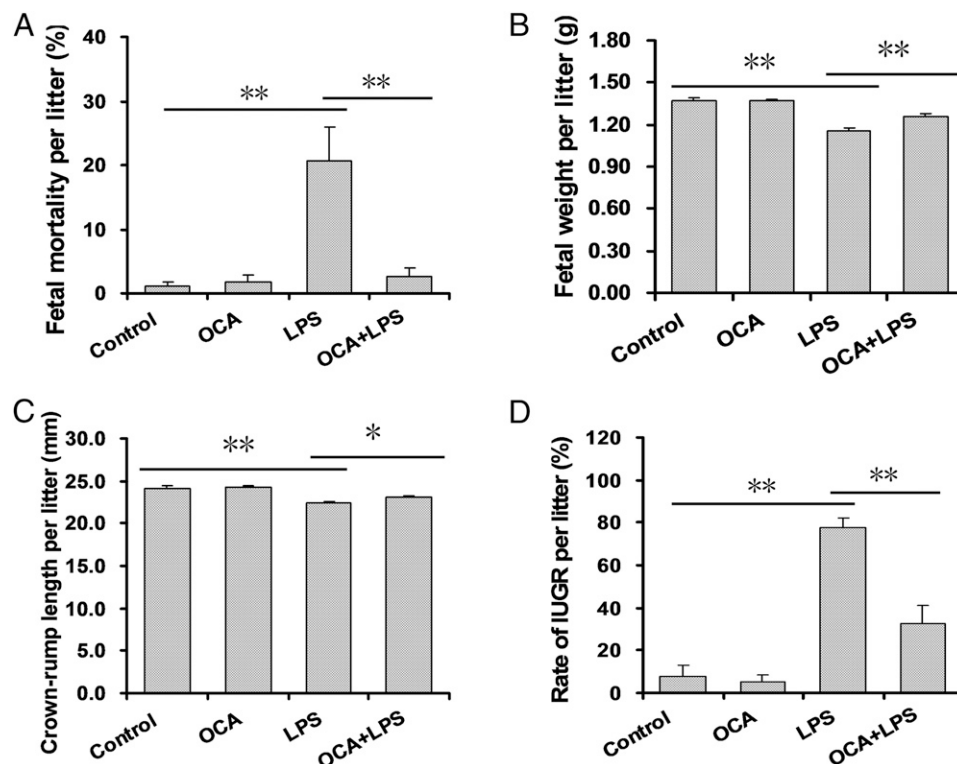 A
Fetal mortality per litter (%)
40
30
20
10
0
**
**
Control
OCA
LPS
OCA+LPS
B
Fetal weight per litter (g)
1.80
1.50
1.20
0.90
0.60
0.30
0.00
**
**
Control
OCA
LPS
OCA+LPS
C
Crown-rump length per litter (mm)
30.0
25.0
20.0
15.0
10.0
5.0
0.0
**
*
Control
OCA
LPS
OCA+LPS
D
Rate of IUGR per litter (%)
120
100
80
60
40
20
0
**
**
Control
OCA
LPS
OCA+LPS